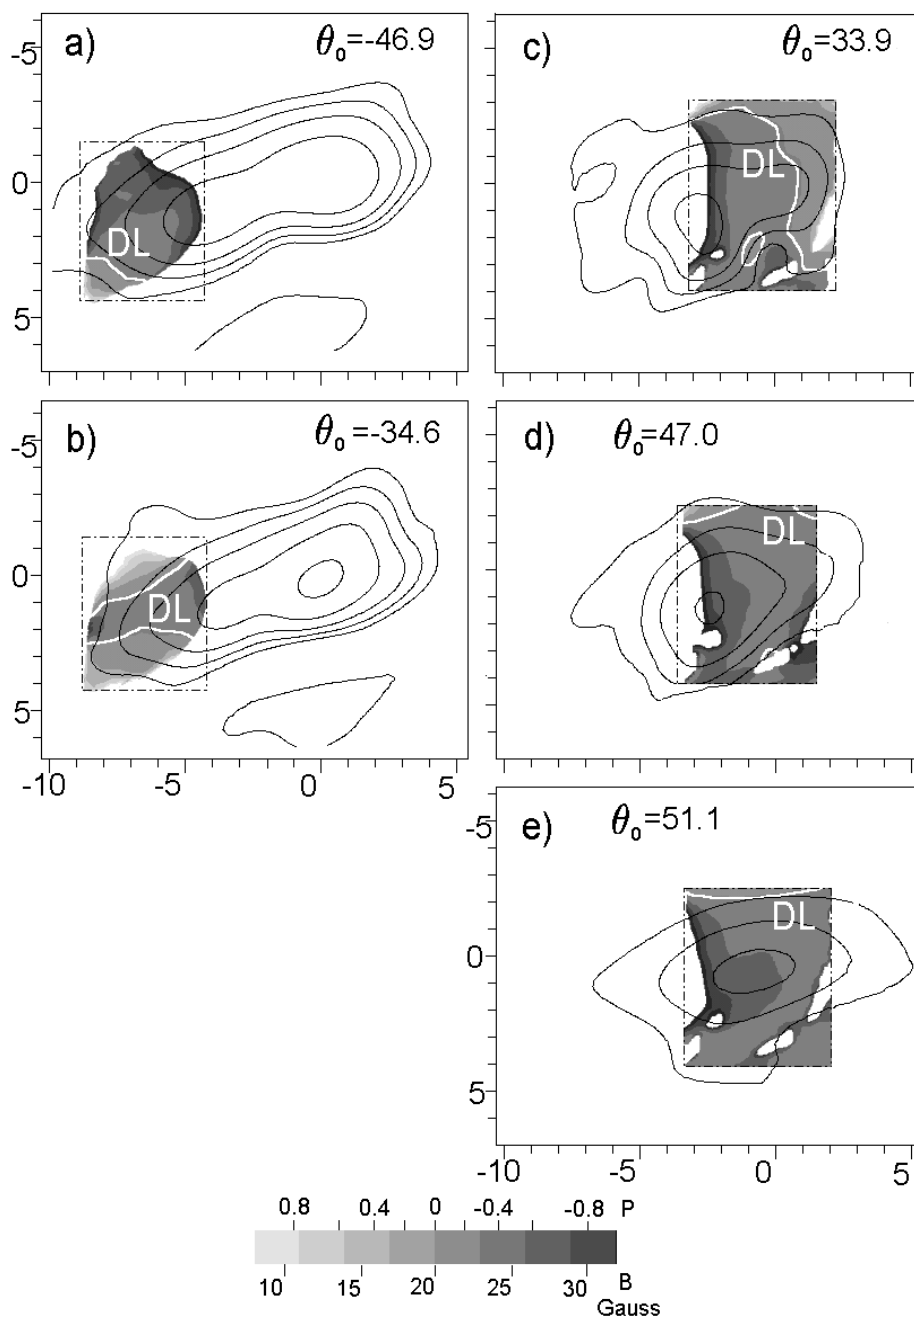 a) θ₀=-46.9
-5
0
5
DL
c) θ₀=33.9
DL
b) θ₀=-34.6
-5
0
5
DL
-10 -5 0 5
d) θ₀=47.0
DL
e) θ₀=51.1
-5
0
5
DL
-10 -5 0 5
0.8 0.4 0 -0.4 -0.8 P
10 15 20 25 30 B
Gauss